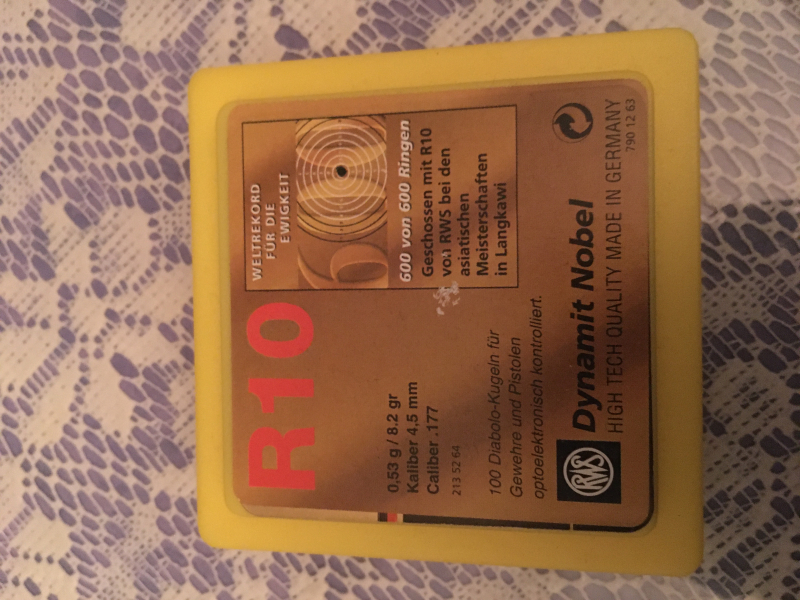 R10
WELTREKORD
FÜR DIE
EWIGKEIT
600 von 600 Ringen
Geschossen mit R10
von RWS bei den
asiatischen
Meisterschaften
in Langkawi
0,53 g / 8.2 gr
Kaliber 4,5 mm
Caliber .177
213 52 64
100 Diabolo-Kugeln für
Gewehre und Pistolen
optoelektronisch kontrolliert.
RWS
Dynamit Nobel
HIGH TECH QUALITY MADE IN GERMANY
790 12 63